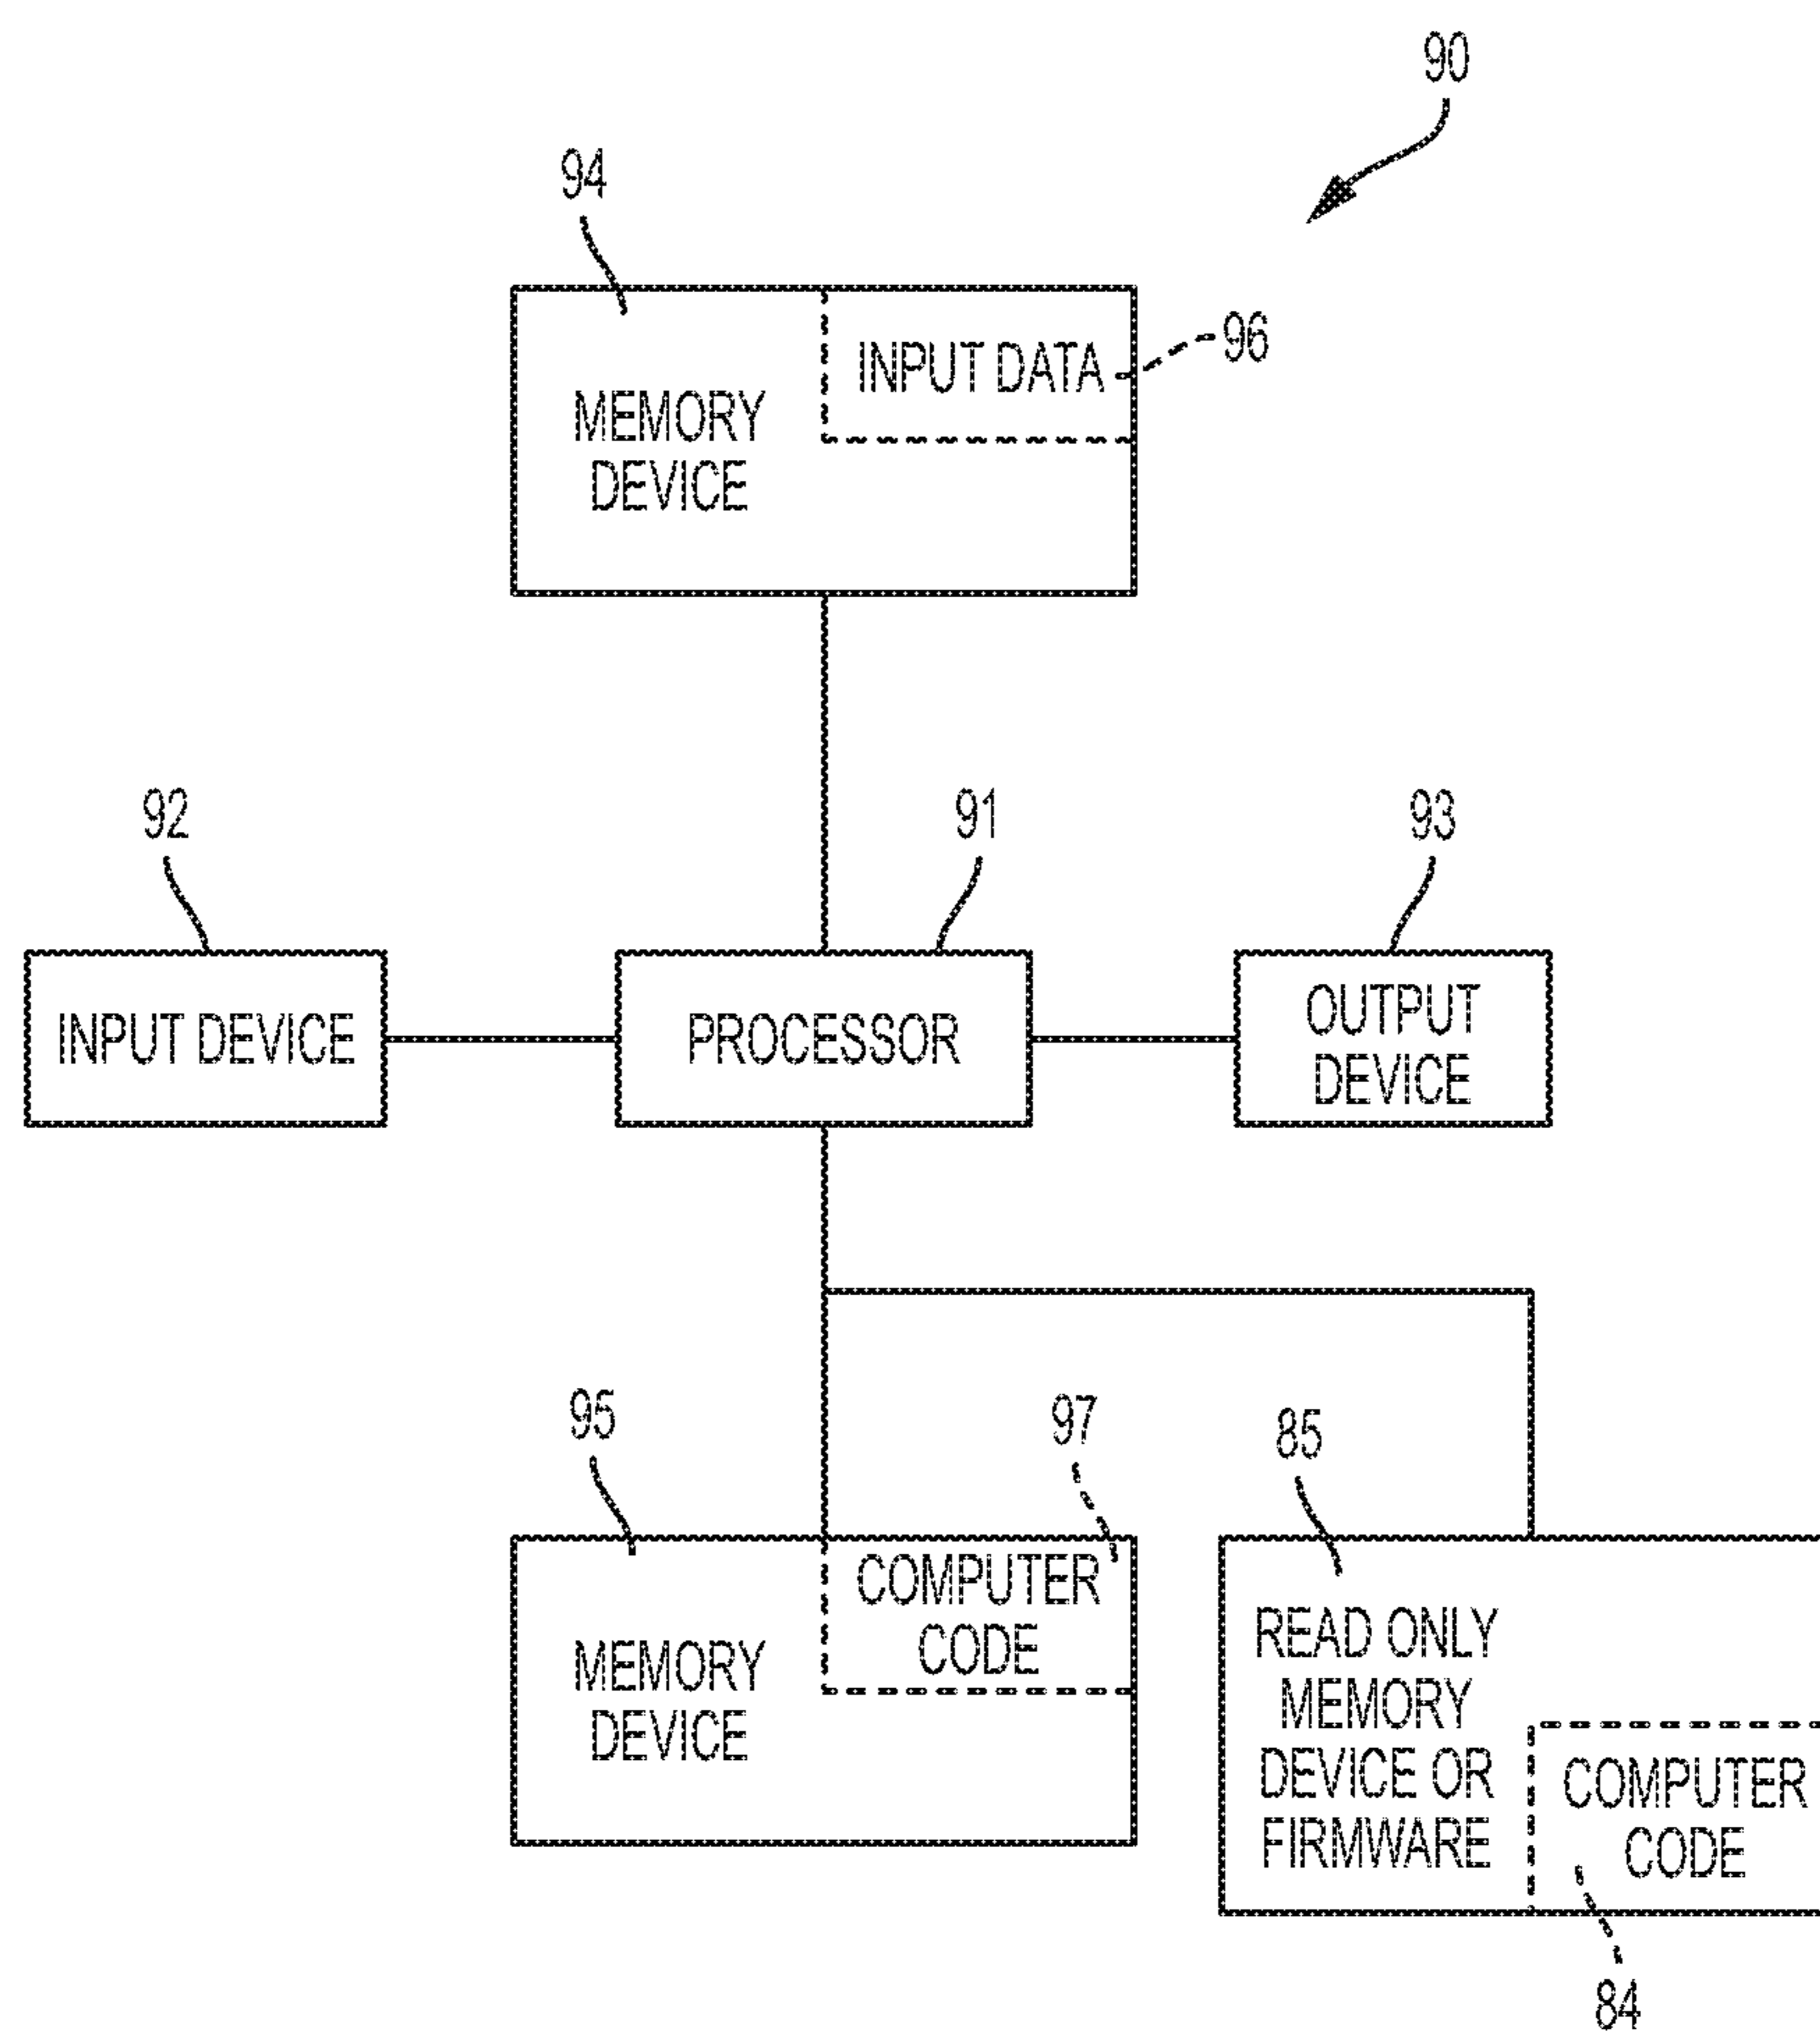 90
94
INPUT DATA
96
MEMORY
DEVICE
92
91
93
INPUT DEVICE
PROCESSOR
OUTPUT
DEVICE
95
97
85
COMPUTER
CODE
MEMORY
DEVICE
READ ONLY
MEMORY
DEVICE OR
FIRMWARE
COMPUTER
CODE
84